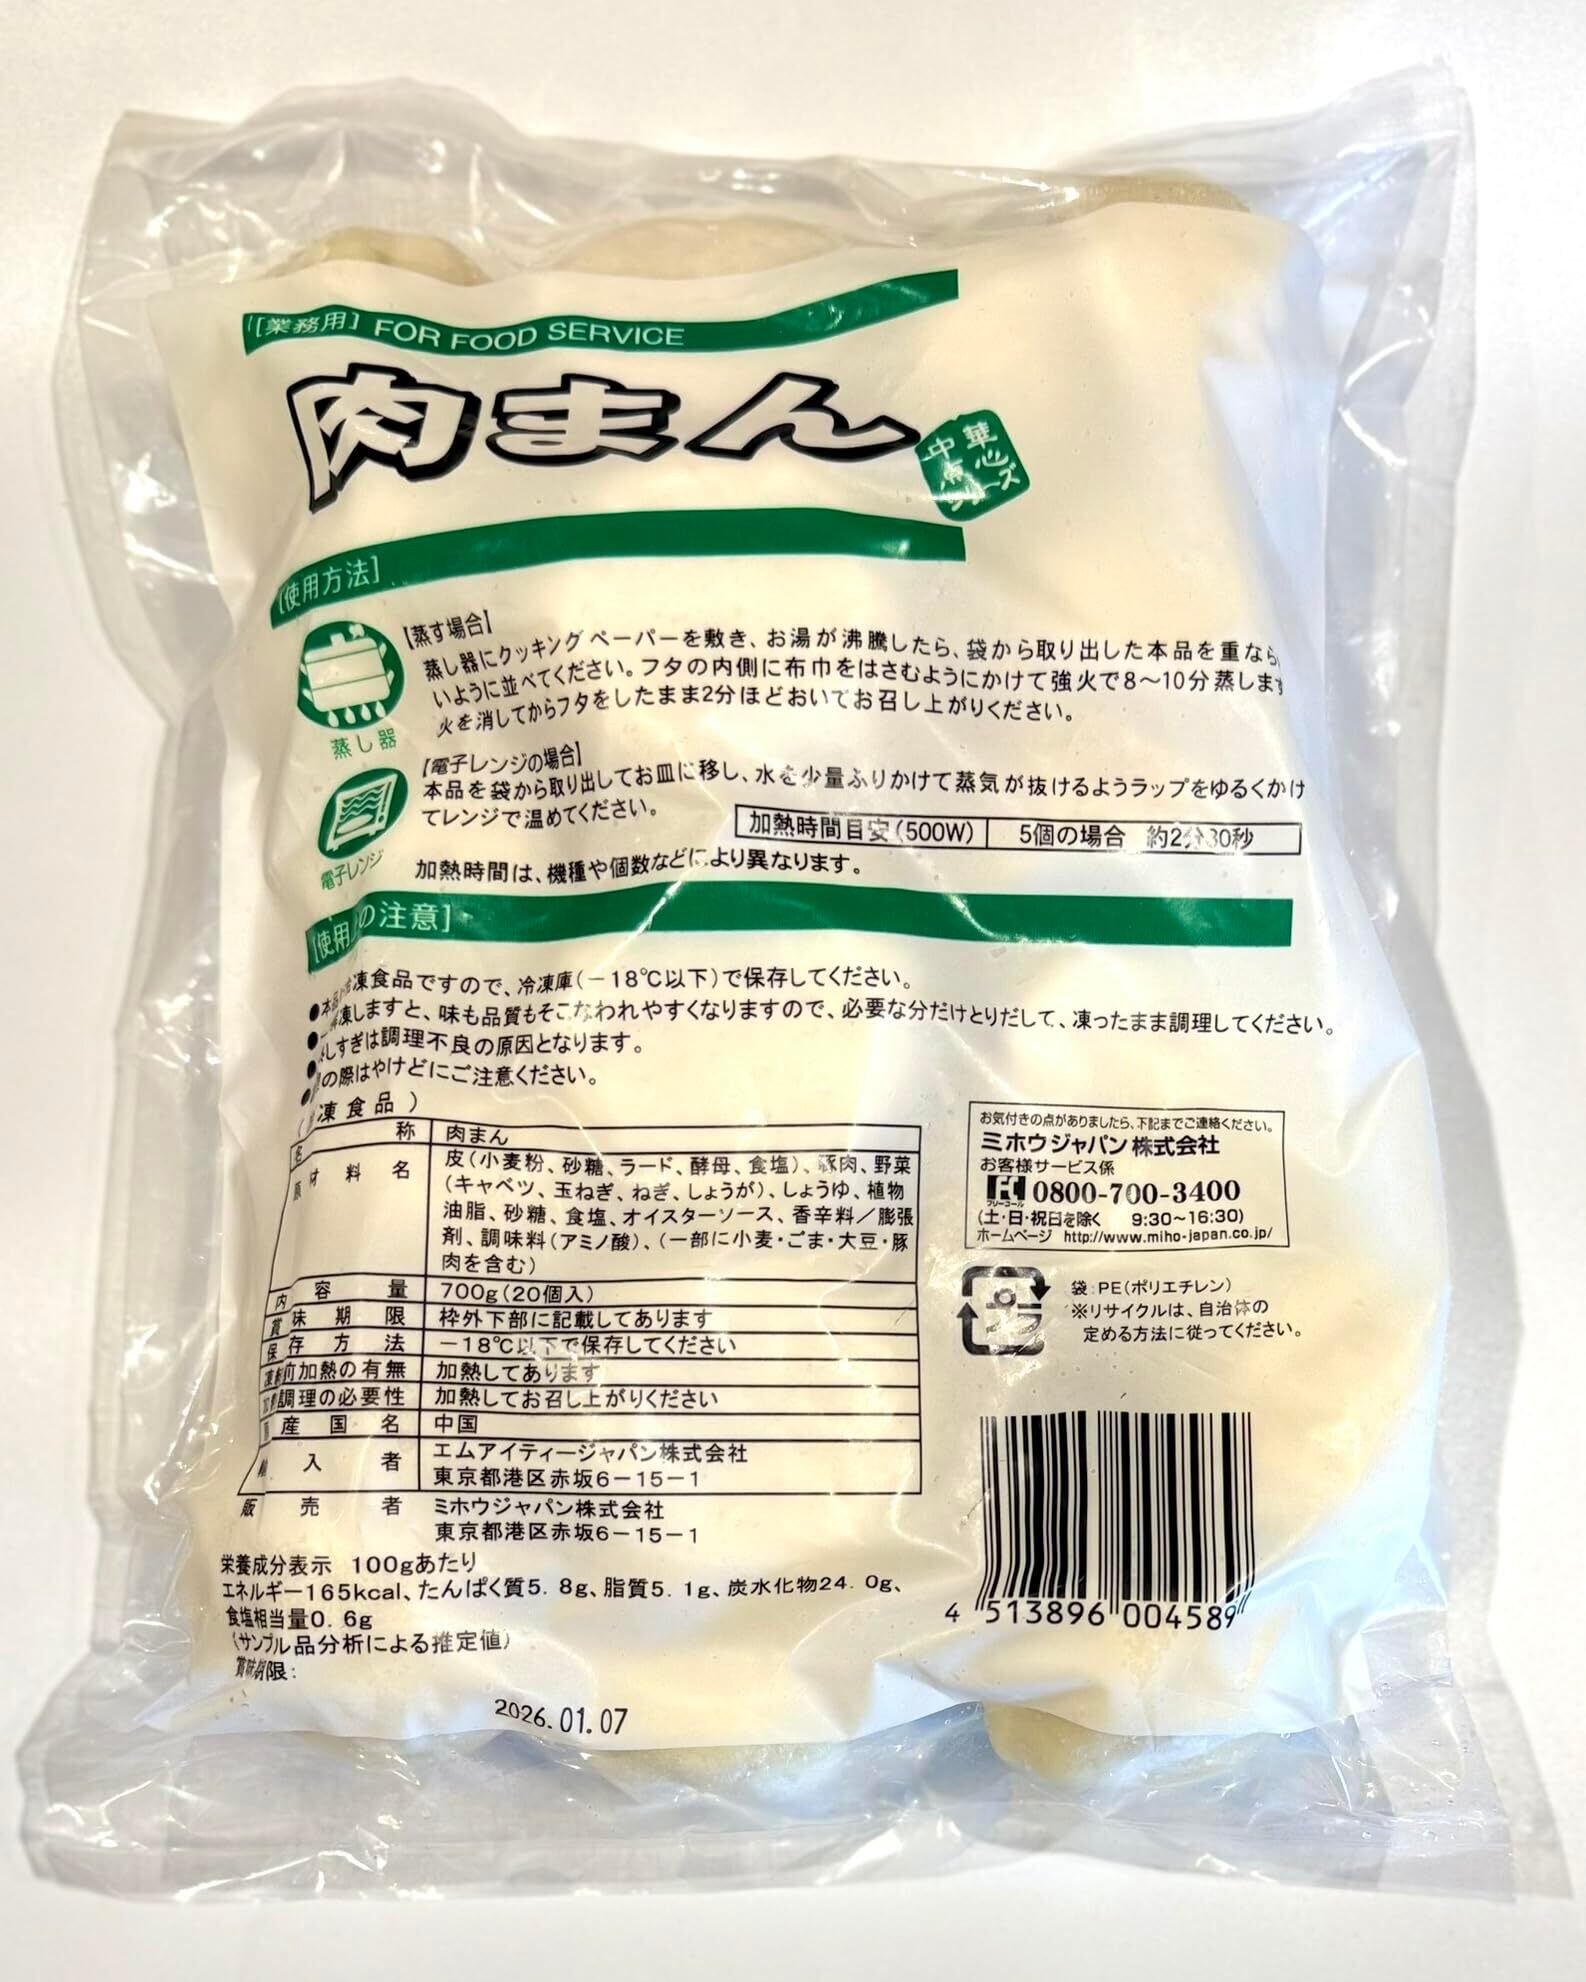 [業務用] FOR FOOD SERVICE
肉まん
中華
点心
シリーズ
[使用方法]
【蒸す場合】
蒸し器にクッキングペーパーを敷き、お湯が沸騰したら、袋から取り出した本品を重なら
いように並べてください。フタの内側に布巾をはさむようにかけて強火で8〜10分蒸します
火を消してからフタをしたまま2分ほどおいてお召し上がりください。
蒸し器
【電子レンジの場合】
本品を袋から取り出してお皿に移し、水を少量ふりかけて蒸気が抜けるようラップをゆるくかけ
てレンジで温めてください。
加熱時間目安(500W) 5個の場合 約2分30秒
電子レンジ
加熱時間は、機種や個数などにより異なります。
[使用上の注意]
●本品は冷凍食品ですので、冷凍庫(−18℃以下)で保存してください。
●凍しますと、味も品質もそこなわれやすくなりますので、必要な分だけとりだして、凍ったまま調理してください。
●しすぎは調理不良の原因となります。
●の際はやけどにご注意ください。
凍食品)
名称 肉まん
原材料名 皮(小麦粉、砂糖、ラード、酵母、食塩)、豚肉、野菜
(キャベツ、玉ねぎ、ねぎ、しょうが)、しょうゆ、植物
油脂、砂糖、食塩、オイスターソース、香辛料/膨張
剤、調味料(アミノ酸)、(一部に小麦・ごま・大豆・豚
肉を含む)
内容量 700g(20個入)
賞味期限 枠外下部に記載してあります
保存方法 −18℃以下で保存してください
凍結前加熱の有無 加熱してあります
加熱調理の必要性 加熱してお召し上がりください
原産国名 中国
輸入者 エムアイティージャパン株式会社
東京都港区赤坂6−15−1
販売者 ミホウジャパン株式会社
東京都港区赤坂6−15−1
栄養成分表示 100gあたり
エネルギー165kcal、たんぱく質5.8g、脂質5.1g、炭水化物24.0g、
食塩相当量0.6g
(サンプル品分析による推定値)
賞味期限:
2026.01.07
お気付きの点がありましたら、下記までご連絡ください。
ミホウジャパン株式会社
お客様サービス係
フリーコール 0800-700-3400
(土・日・祝日を除く 9:30〜16:30)
ホームページ http://www.miho-japan.co.jp/
プラ
袋:PE(ポリエチレン)
※リサイクルは、自治体の
定める方法に従ってください。
4 513896 004589